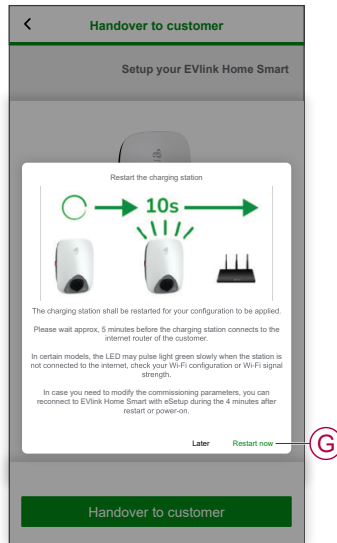 Handover to customer
Setup your EVlink Home Smart
Restart the charging station
10s
The charging station shall be restarted for your configuration to be applied.
Please wait approx, 5 minutes before the charging station connects to the
internet router of the customer.
In certain models, the LED may pulse light green slowly when the station is
not connected to the internet, check your Wi-Fi configuration or Wi-Fi signal
strength.
In case you need to modify the commissioning parameters, you can
reconnect to EVlink Home Smart with eSetup during the 4 minutes after
restart or power-on.
Later Restart now G
Handover to customer